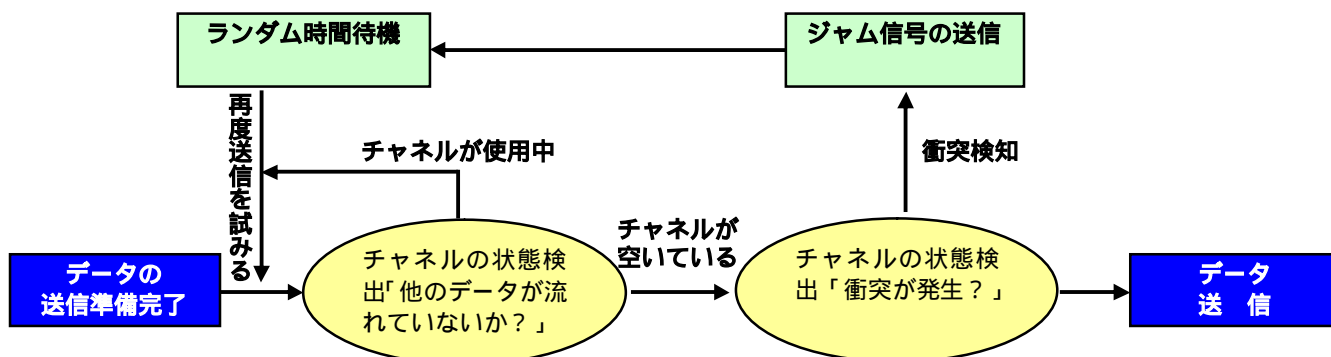 ランダム時間待機
ジャム信号の送信
再度送信を試みる
チャネルが使用中
衝突検知
チャネルが
空いている
データの
送信準備完了
チャネルの状態検
出「他のデータが流
れていないか？」
チャネルの状態検
出「衝突が発生？」
データ
送　信